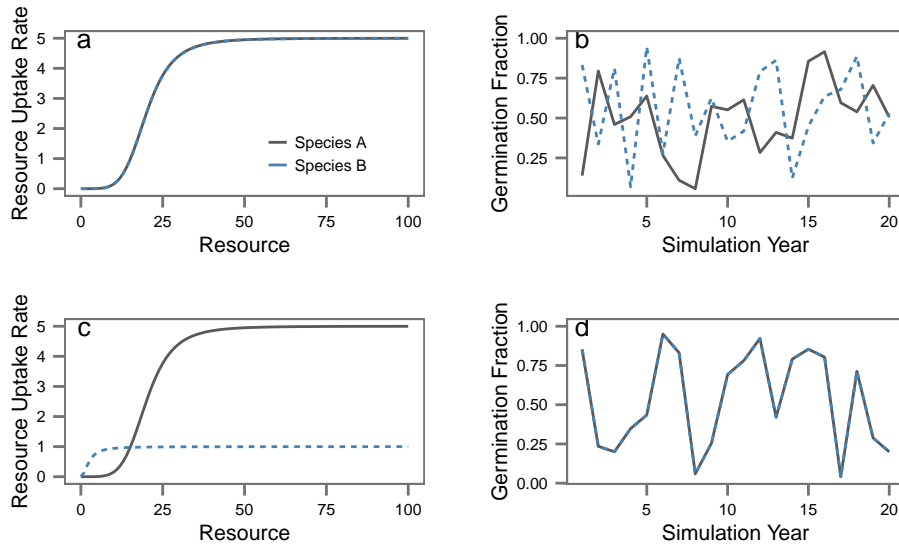 a
Resource Uptake Rate
5
4
3
2
1
0
Species A
Species B
0 25 50 75 100
Resource
b
Germination Fraction
1.00
0.75
0.50
0.25
5 10 15 20
Simulation Year
c
Resource Uptake Rate
5
4
3
2
1
0
0 25 50 75 100
Resource
d
Germination Fraction
1.00
0.75
0.50
0.25
0.00
5 10 15 20
Simulation Year